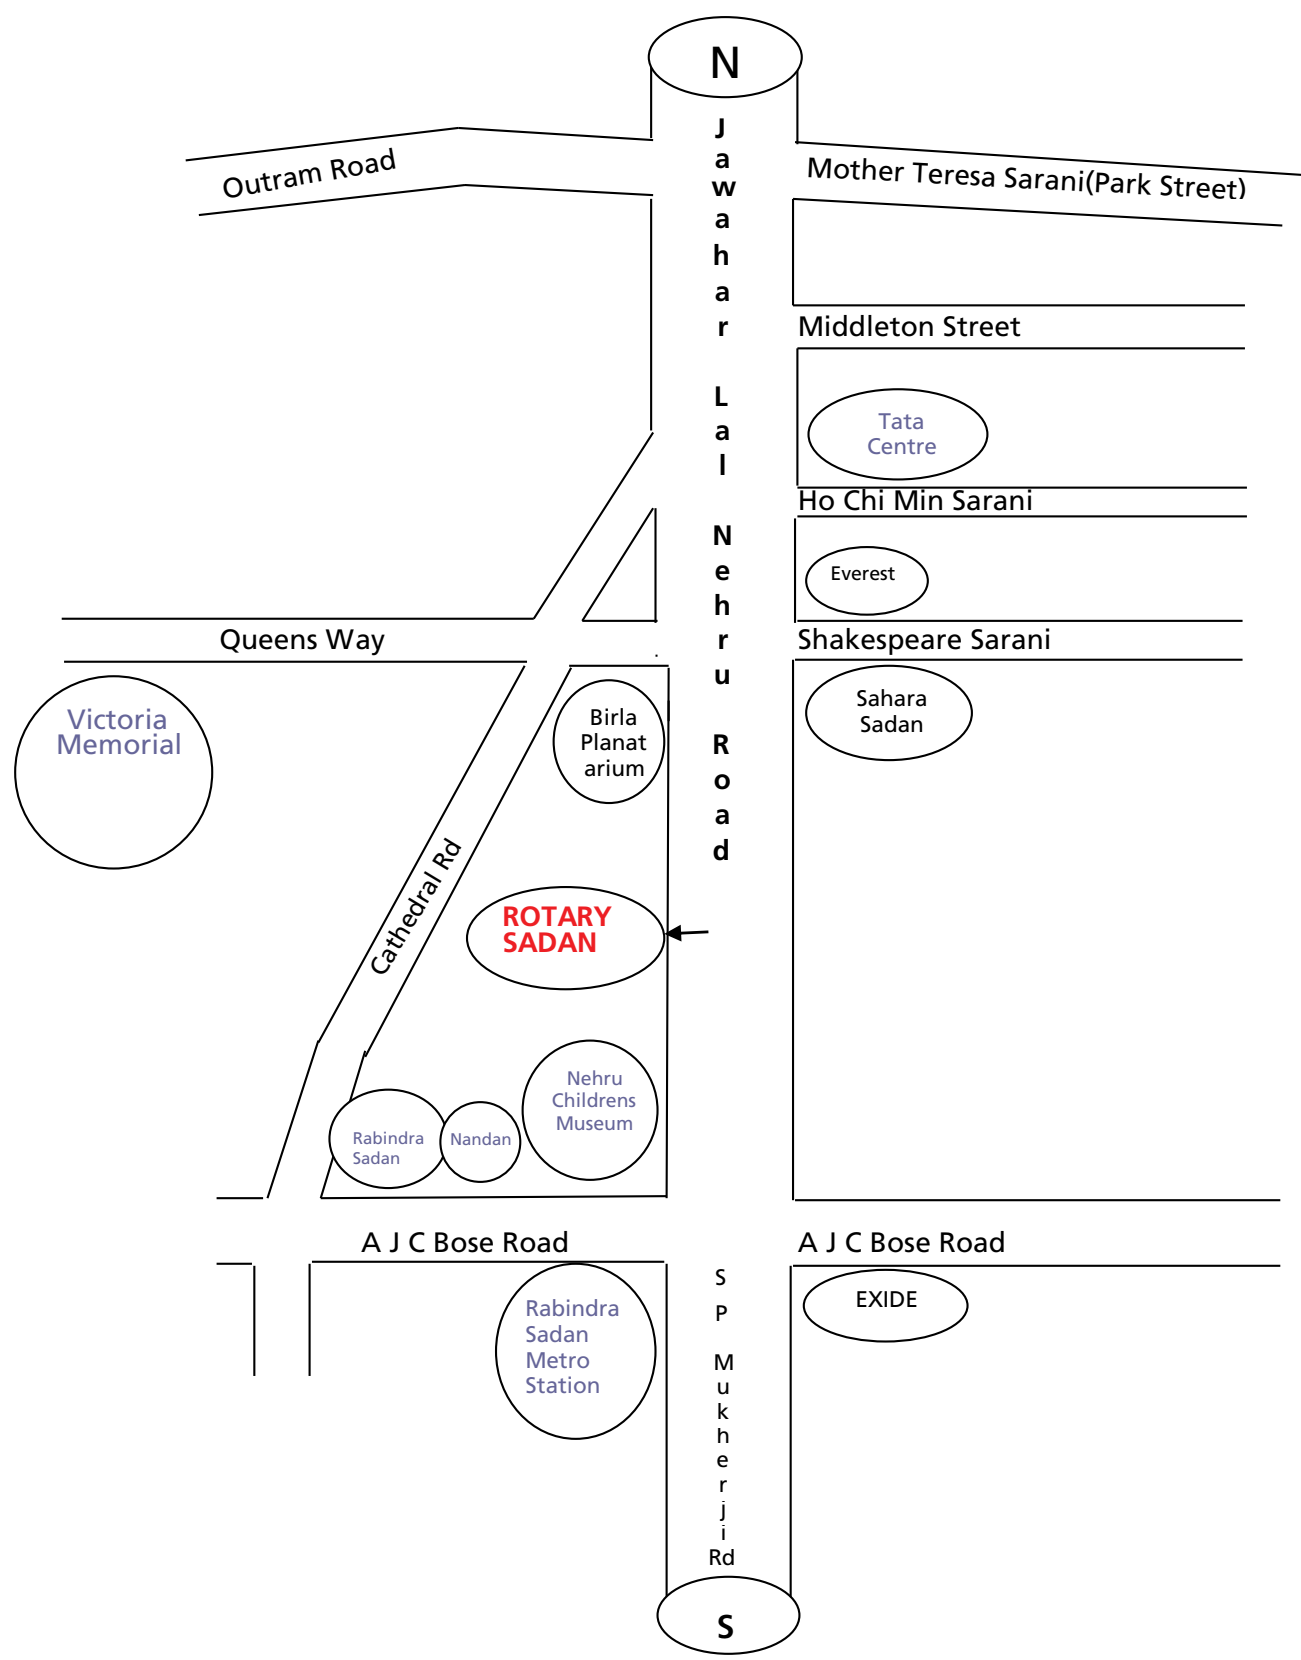 N
Jawahar Lal Nehru Road
Outram Road
Mother Teresa Sarani(Park Street)
Middleton Street
Tata
Centre
Ho Chi Min Sarani
Everest
Queens Way
Shakespeare Sarani
Victoria
Memorial
Birla
Planat
arium
Sahara
Sadan
Cathedral Rd
ROTARY
SADAN
Nehru
Childrens
Museum
Rabindra
Sadan
Nandan
A J C Bose Road
A J C Bose Road
S P Mukherji Rd
Rabindra
Sadan
Metro
Station
EXIDE
S